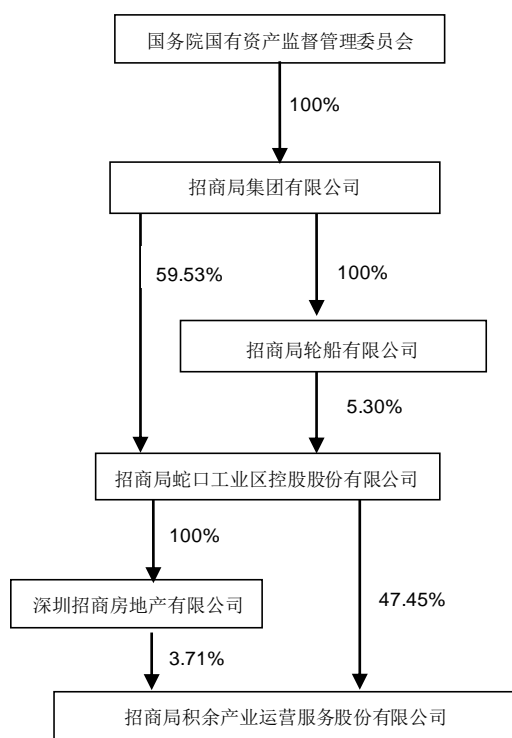 国务院国有资产监督管理委员会
100%
招商局集团有限公司
59.53%
100%
招商局轮船有限公司
5.30%
招商局蛇口工业区控股股份有限公司
100%
深圳招商房地产有限公司
47.45%
3.71%
招商局积余产业运营服务股份有限公司